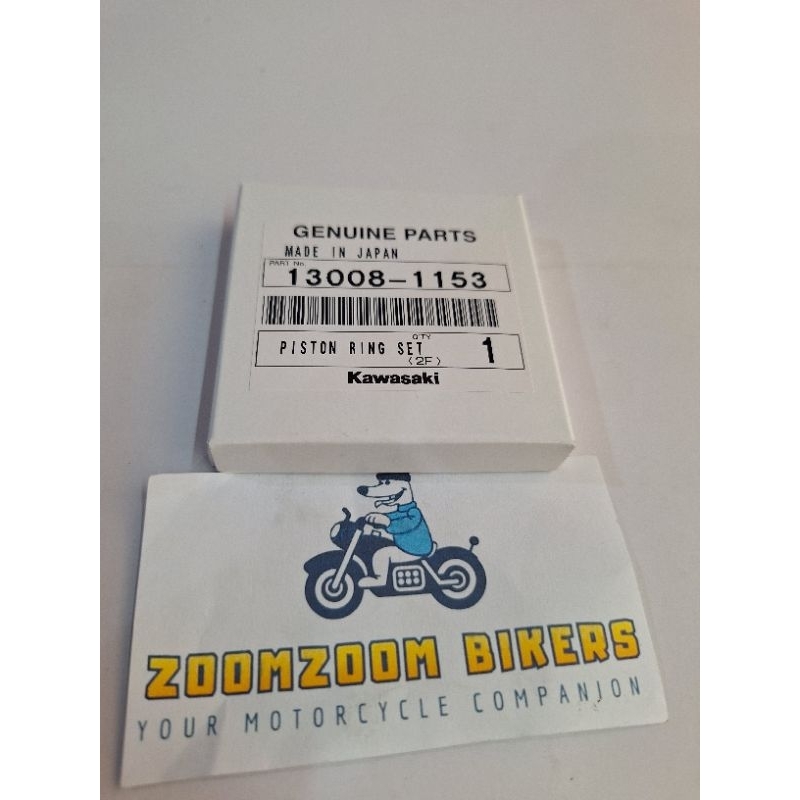 GENUINE PARTS
MADE IN JAPAN
PART No.
13008-1153
QTY
PISTON RING SET 1
(2F)
Kawasaki
ZOOMZOOM BIKERS
YOUR MOTORCYCLE COMPANION